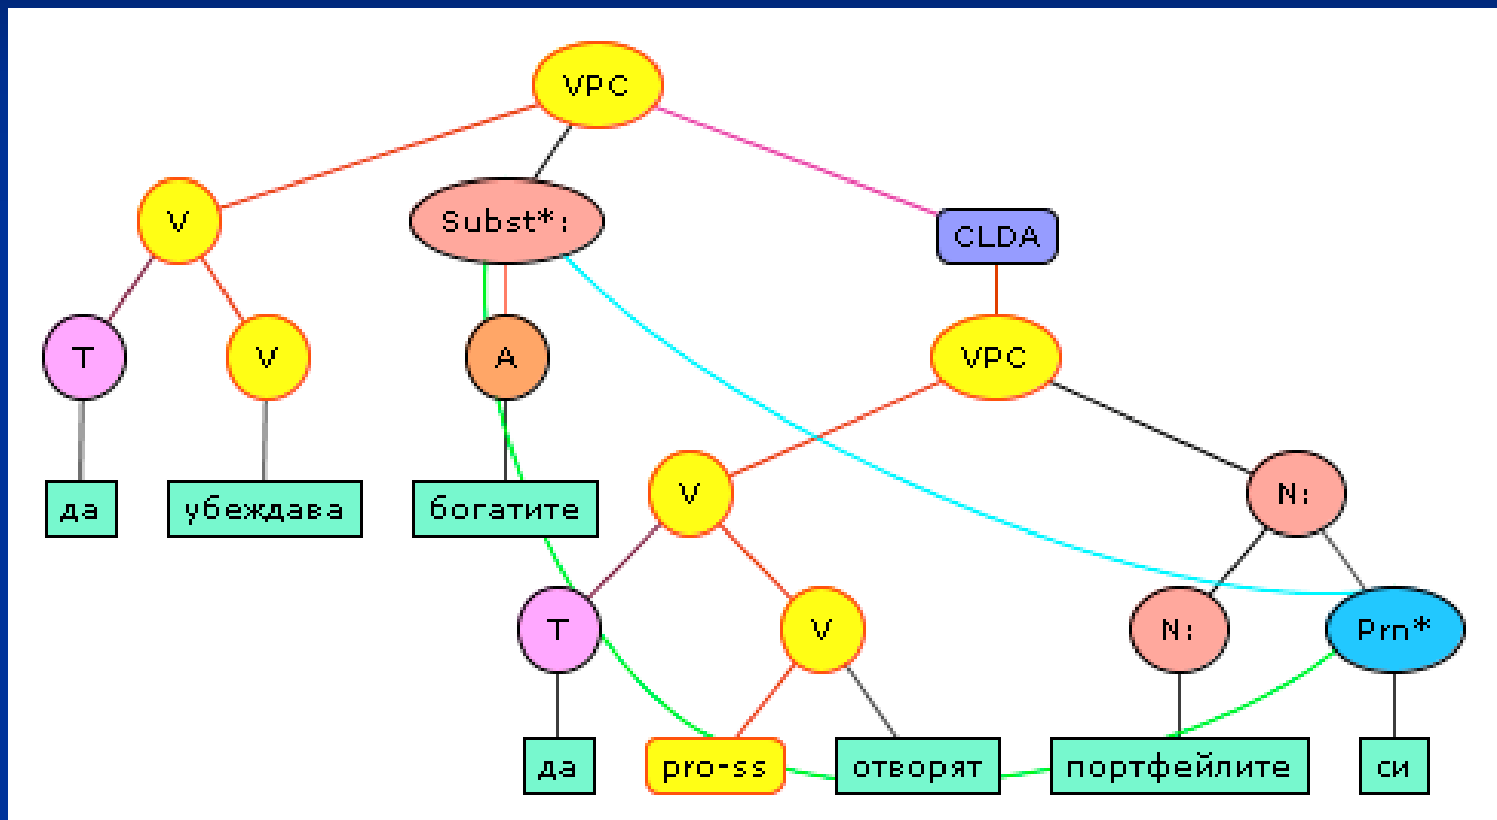 VPC
V Subst*: CLDA
T V A VPC
да убеждава богатите V N:
T V N: Prn*
да pro-ss отворят портфейлите си